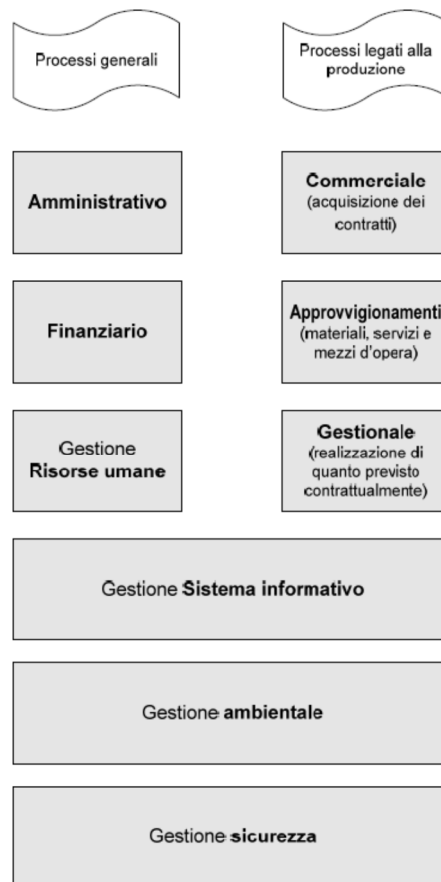 Processi generali
Processi legati alla
produzione
Amministrativo
Commerciale
(acquisizione dei
contratti)
Finanziario
Approvvigionamenti
(materiali, servizi e
mezzi d'opera)
Gestione
Risorse umane
Gestionale
(realizzazione di
quanto previsto
contrattualmente)
Gestione Sistema informativo
Gestione ambientale
Gestione sicurezza